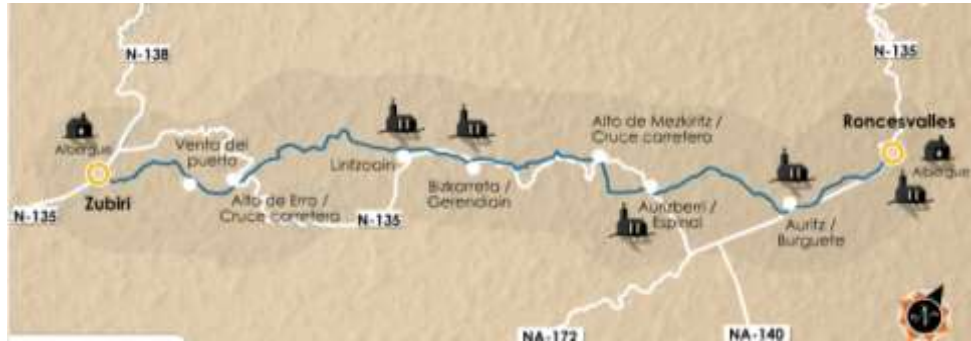 N-138
N-135
Roncesvalles
Albergue
Albergue
Venta del
puerto
Alto de Mezkiritz /
Cruce carretera
Lintzoain
Bizkarreta /
Gerendiain
Zubiri
Alto de Erro /
Cruce carretera
N-135
N-135
Aurizberri /
Espinal
Auritz /
Burguete
NA-172
NA-140